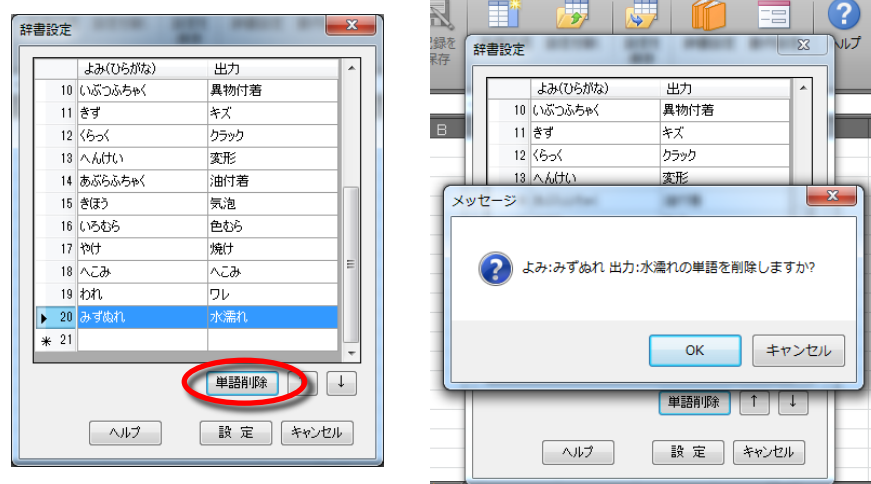 辞書設定
よみ(ひらがな) 出力
10 いぶつふちゃく 異物付着
11 きず キズ
12 くらっく クラック
13 へんけい 変形
14 あぶらふちゃく 油付着
15 きほう 気泡
16 いろむら 色むら
17 やけ 焼け
18 へこみ へこみ
19 われ ワレ
20 みずぬれ 水濡れ
21
単語削除 ↓
ヘルプ 設 定 キャンセル
録を
保存
ヘルプ
辞書設定
B
よみ(ひらがな) 出力
10 いぶつふちゃく 異物付着
11 きず キズ
12 くらっく クラック
13 へんけい 変形
メッセージ
よみ:みずぬれ 出力:水濡れの単語を削除しますか?
OK キャンセル
単語削除 ↑ ↓
ヘルプ 設 定 キャンセル